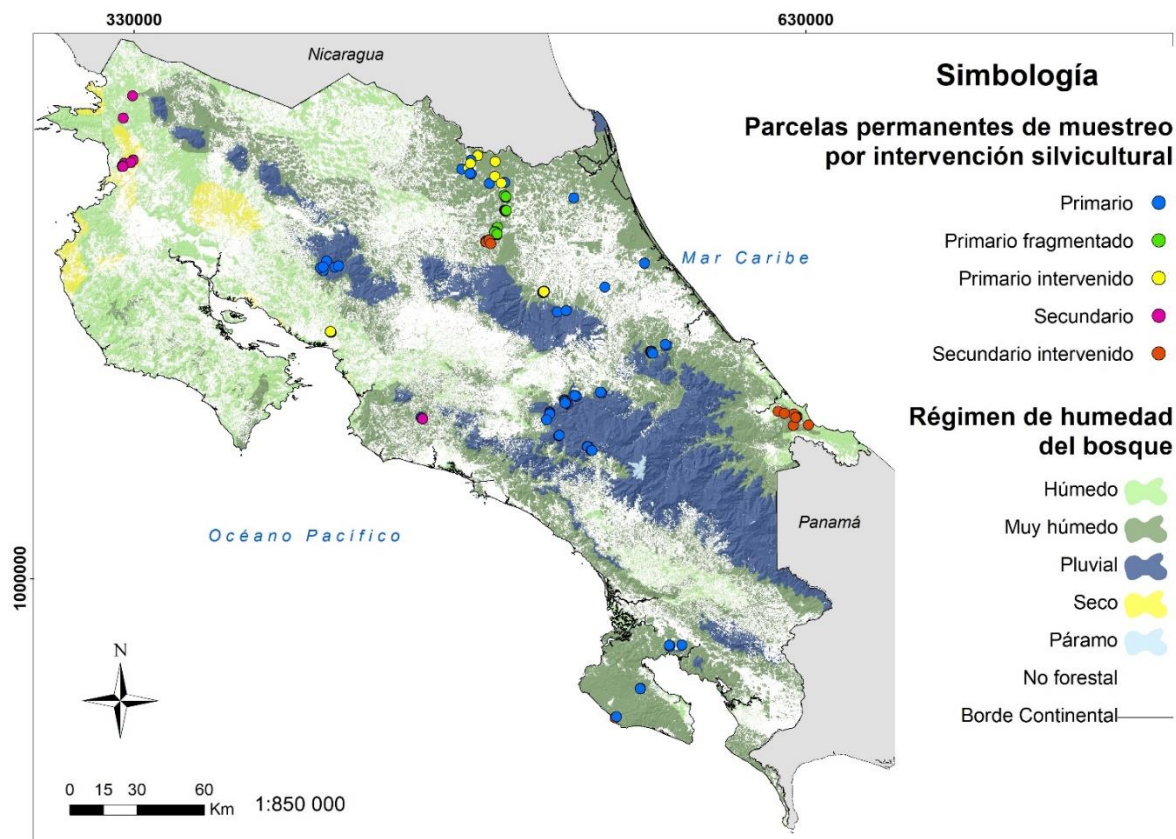 330000
630000
Nicaragua
Simbología
Parcelas permanentes de muestreo
por intervención silvicultural
Primario
Primario fragmentado
Primario intervenido
Secundario
Secundario intervenido
Mar Caribe
Régimen de humedad
del bosque
Húmedo
Muy húmedo
Pluvial
Seco
Páramo
No forestal
Borde Continental
Panamá
Océano Pacífico
1000000
N
0 15 30 60
Km
1:850 000